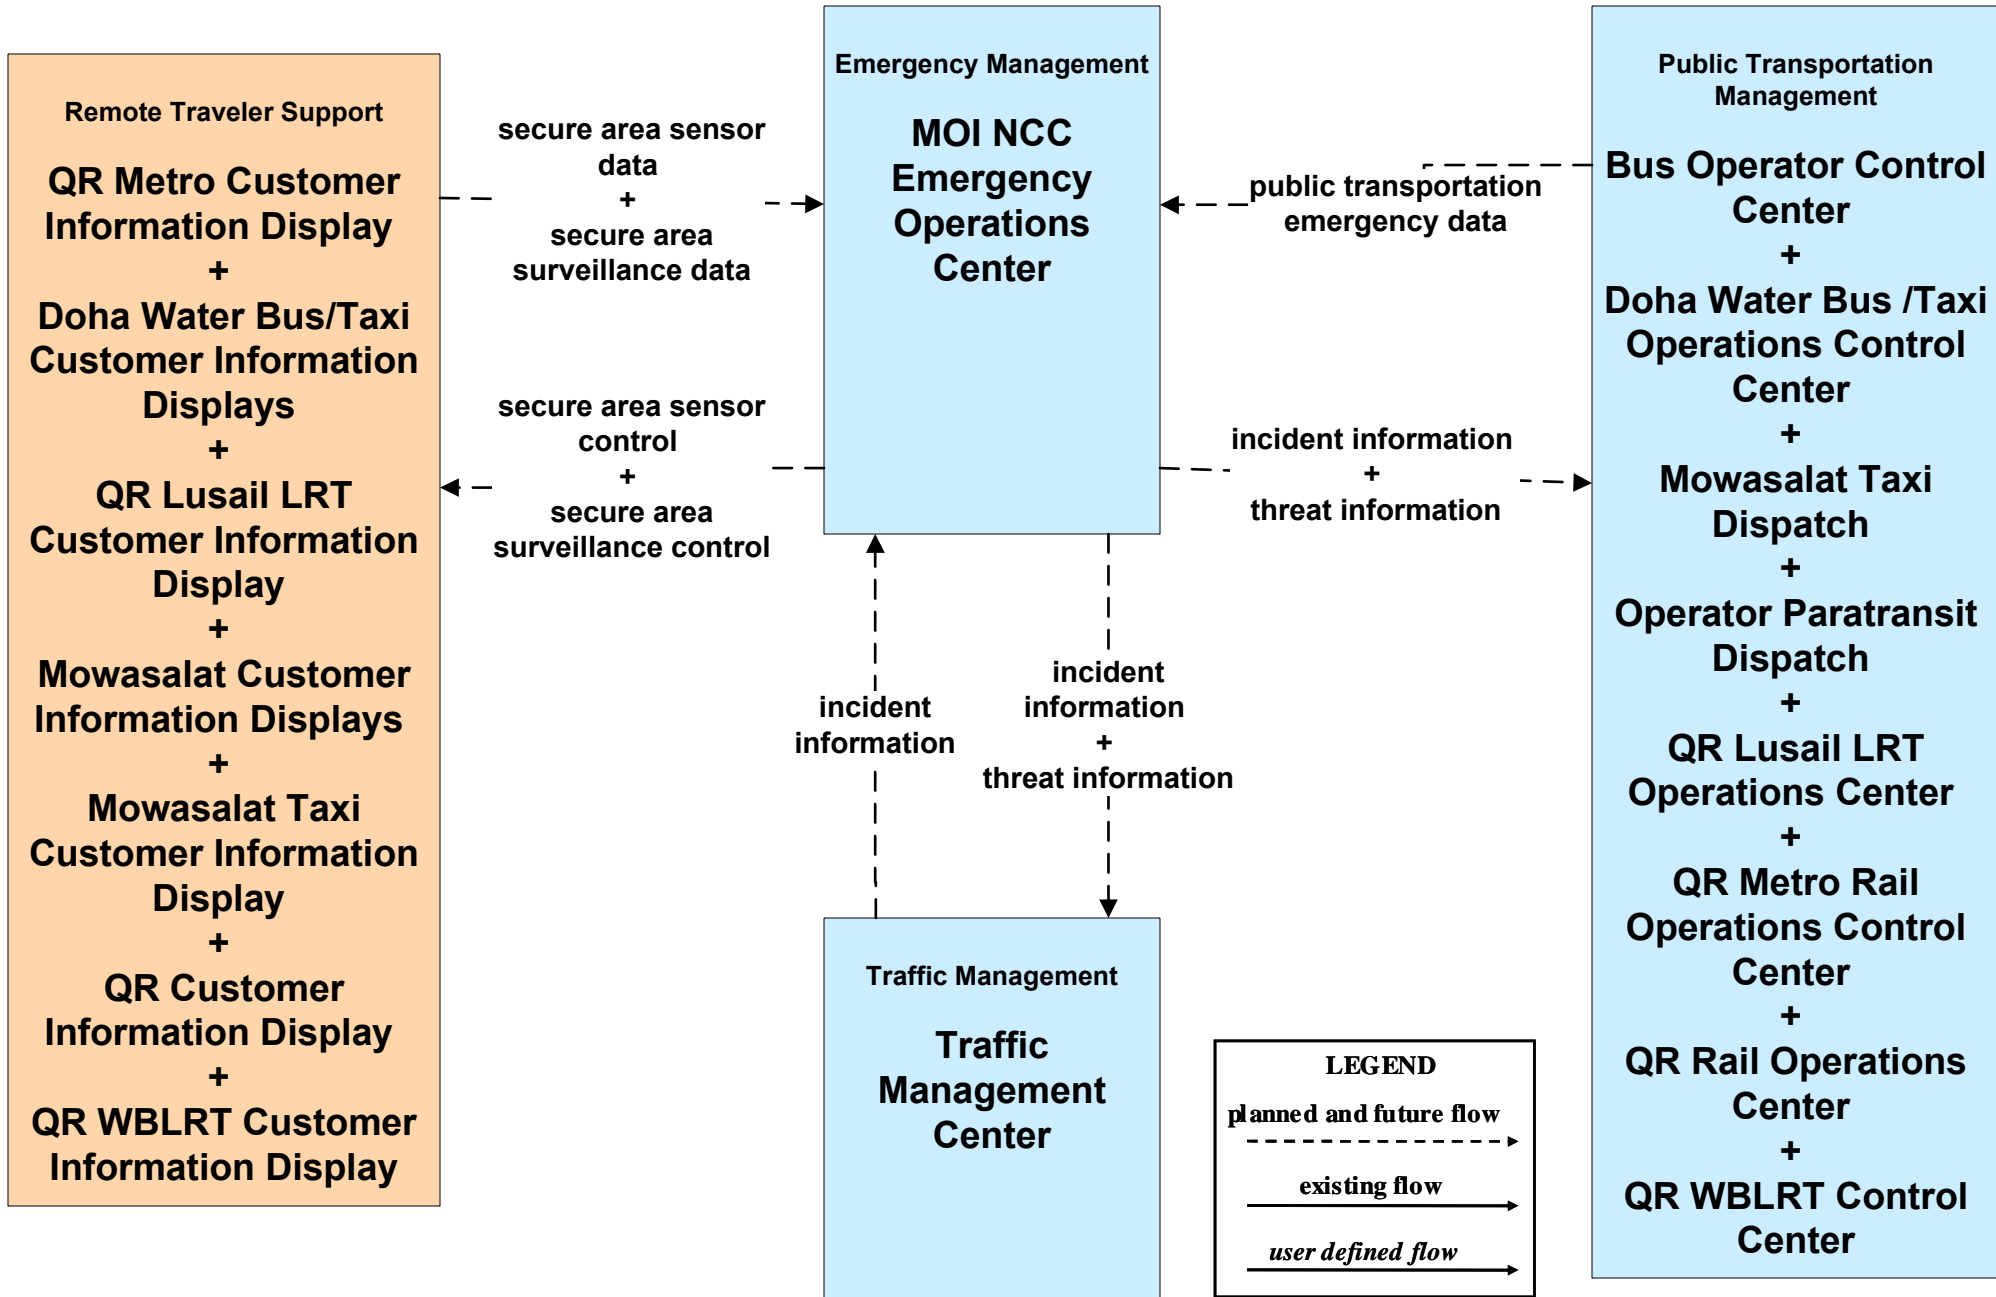 Remote Traveler Support
QR Metro Customer
Information Display
+
Doha Water Bus/Taxi
Customer Information
Displays
+
QR Lusail LRT
Customer Information
Display
+
Mowasalat Customer
Information Displays
+
Mowasalat Taxi
Customer Information
Display
+
QR Customer
Information Display
+
QR WBLRT Customer
Information Display
secure area sensor
data
+
secure area
surveillance data
secure area sensor
control
+
secure area
surveillance control
Emergency Management
MOI NCC
Emergency
Operations
Center
incident
information
incident
information
+
threat information
Traffic Management
Traffic
Management
Center
public transportation
emergency data
incident information
+
threat information
Public Transportation
Management
Bus Operator Control
Center
+
Doha Water Bus /Taxi
Operations Control
Center
+
Mowasalat Taxi
Dispatch
+
Operator Paratransit
Dispatch
+
QR Lusail LRT
Operations Center
+
QR Metro Rail
Operations Control
Center
+
QR Rail Operations
Center
+
QR WBLRT Control
Center
LEGEND
planned and future flow
existing flow
user defined flow